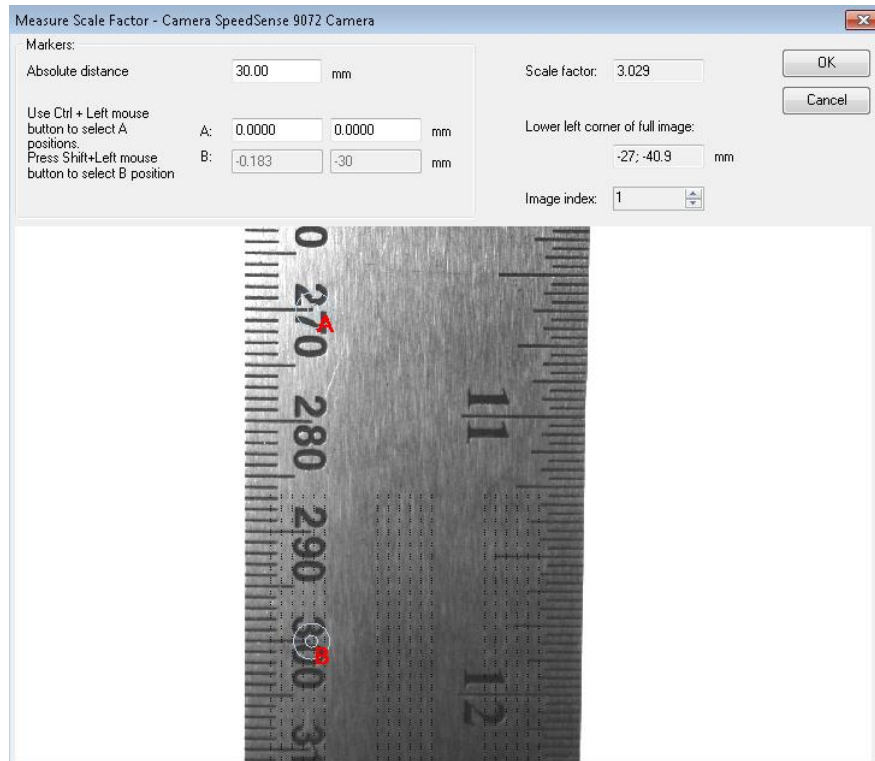 Measure Scale Factor - Camera SpeedSense 9072 Camera
Markers:
Absolute distance 30.00 mm
Scale factor: 3.029
OK
Cancel
Use Ctrl + Left mouse
button to select A
positions.
Press Shift+Left mouse
button to select B position
A: 0.0000 0.0000 mm
B: -0.183 -30 mm
Lower left corner of full image:
-27; -40.9 mm
Image index: 1
0
270
A
280
11
290
300
B
12
31